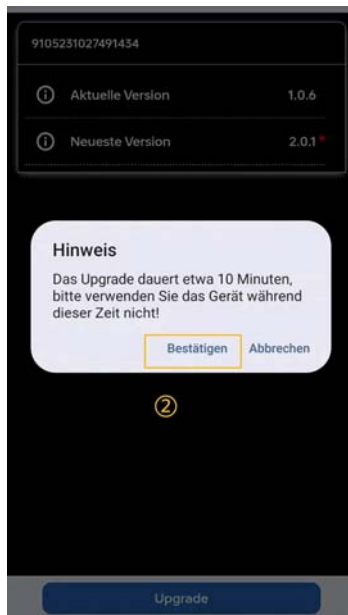 9105231027491434
Aktuelle Version 1.0.6
Neueste Version 2.0.1*
Hinweis
Das Upgrade dauert etwa 10 Minuten,
bitte verwenden Sie das Gerät während
dieser Zeit nicht!
Bestätigen Abbrechen
②
Upgrade